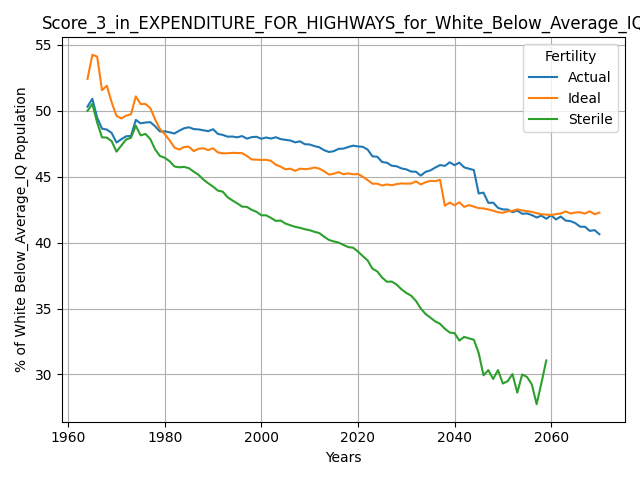 Score_3_in_EXPENDITURE_FOR_HIGHWAYS_for_White_Below_Average_IQ
Fertility
Actual
Ideal
Sterile
% of White Below_Average_IQ Population
55
50
45
40
35
30
1960
1980
2000
2020
2040
2060
Years